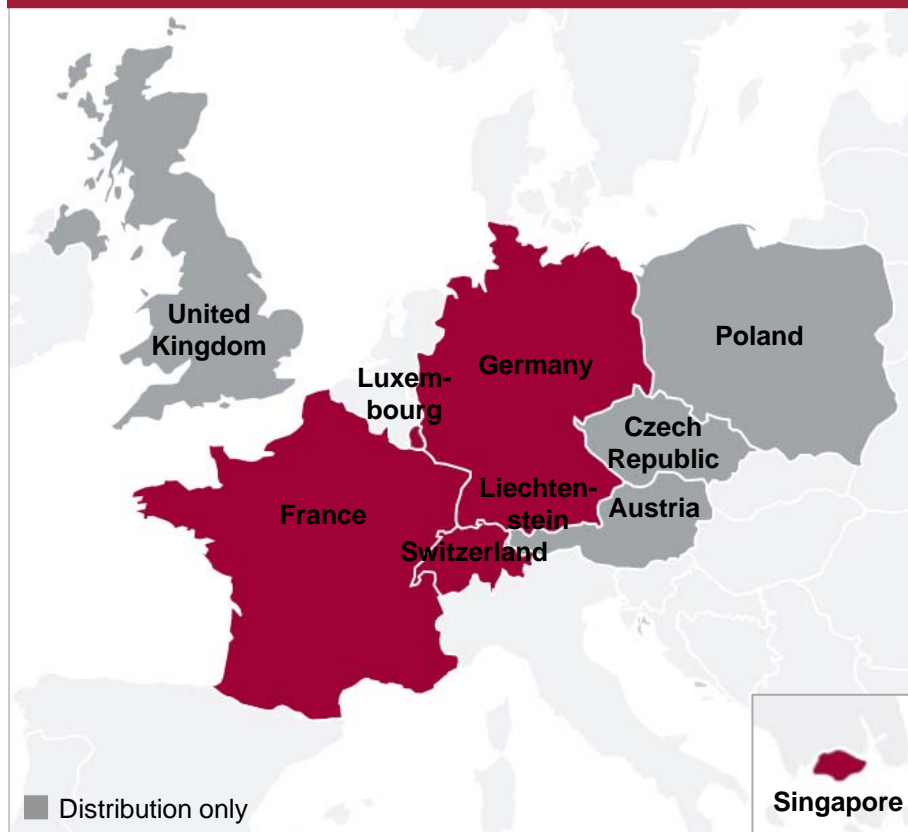 United
Kingdom
Poland
Germany
Luxem-
bourg
Czech
Republic
Liechten-
stein
Austria
France
Switzerland
Distribution only
Singapore